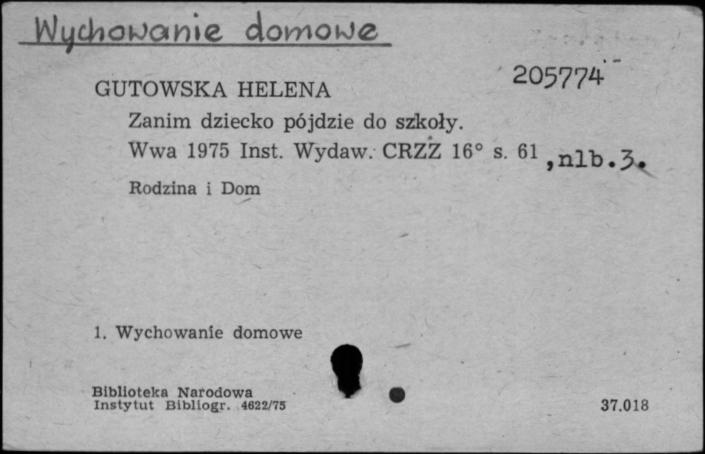 Wychowanie domowe
205774
GUTOWSKA HELENA
Zanim dziecko pójdzie do szkoły.
Wwa 1975 Inst. Wydaw. CRZZ 16° s. 61 ,nlb.3.
Rodzina i Dom
1. Wychowanie domowe
Biblioteka Narodowa
Instytut Bibliogr. 4622/75
37.018